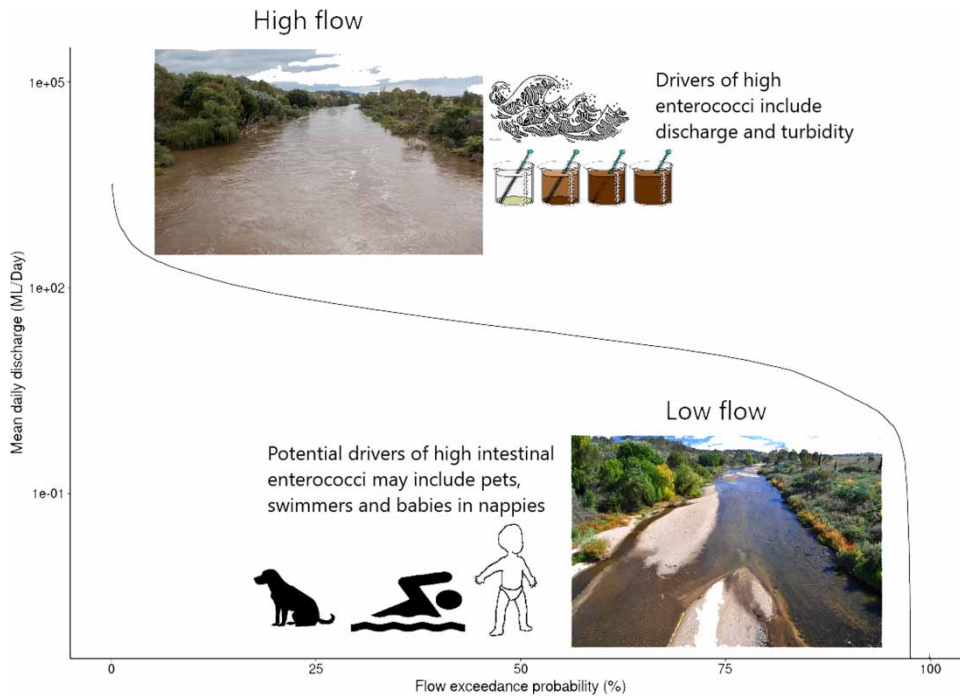 High flow
1e+05
Drivers of high
enterococci include
discharge and turbidity
Mean daily discharge (ML/Day)
1e+02
Low flow
Potential drivers of high intestinal
enterococci may include pets,
swimmers and babies in nappies
1e-01
0
25
50
75
100
Flow exceedance probability (%)